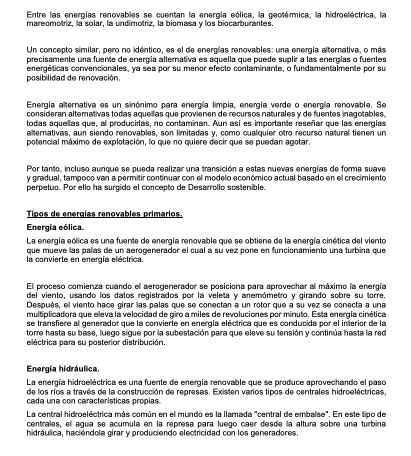 Entre las energías renovables se cuentan la energía eólica, la geotérmica, la hidroeléctrica, la
mareomotriz, la solar, la undimotriz, la biomasa y los biocarburantes.
Un concepto similar, pero no idéntico, es el de energías renovables: una energía alternativa, o más
precisamente una fuente de energía alternativa es aquella que puede suplir a las energías o fuentes
energéticas convencionales, ya sea por su menor efecto contaminante, o fundamentalmente por su
posibilidad de renovación.
Energía alternativa es un sinónimo para energía limpia, energía verde o energía renovable. Se
consideran alternativas todas aquellas que provienen de recursos naturales y de fuentes inagotables,
todas aquellas que, al producirlas, no contaminan. Aun así es importante reseñar que las energías
alternativas, aun siendo renovables, son limitadas y, como cualquier otro recurso natural tienen un
potencial máximo de explotación, lo que no quiere decir que se puedan agotar.
Por tanto, incluso aunque se pueda realizar una transición a estas nuevas energías de forma suave
y gradual, tampoco van a permitir continuar con el modelo económico actual basado en el crecimiento
perpetuo. Por ello ha surgido el concepto de Desarrollo sostenible.
Tipos de energías renovables primarios.
Energía eólica.
La energía eólica es una fuente de energía renovable que se obtiene de la energía cinética del viento
que mueve las palas de un aerogenerador el cual a su vez pone en funcionamiento una turbina que
la convierte en energía eléctrica.
El proceso comienza cuando el aerogenerador se posiciona para aprovechar al máximo la energía
del viento, usando los datos registrados por la veleta y anemómetro y girando sobre su torre.
Después, el viento hace girar las palas que se conectan a un rotor que a su vez se conecta a una
multiplicadora que eleva la velocidad de giro a miles de revoluciones por minuto. Esta energía cinética
se transfiere al generador que la convierte en energía eléctrica que es conducida por el interior de la
torre hasta su base, luego sigue por la subestación para que eleve su tensión y continúa hasta la red
eléctrica para su posterior distribución.
Energía hidráulica.
La energía hidroeléctrica es una fuente de energía renovable que se produce aprovechando el paso
de los ríos a través de la construcción de represas. Existen varios tipos de centrales hidroeléctricas,
cada una con características propias.
La central hidroeléctrica más común en el mundo es la llamada "central de embalse". En este tipo de
centrales, el agua se acumula en la represa para luego caer desde la altura sobre una turbina
hidráulica, haciéndola girar y produciendo electricidad con los generadores.